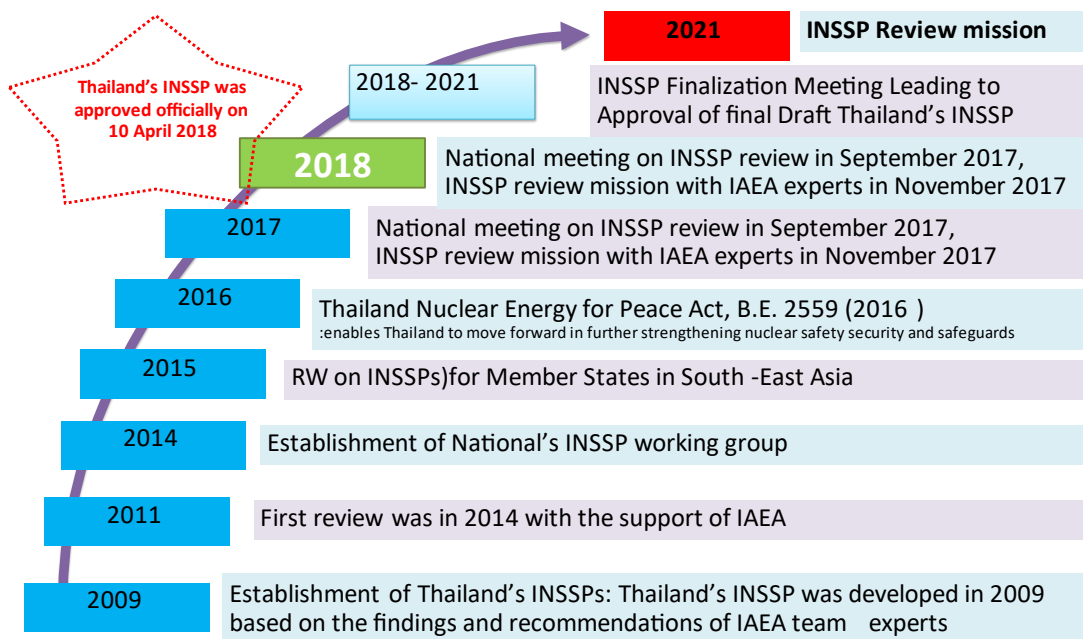 2021
INSSP Review mission
Thailand's INSSP was
approved officially on
10 April 2018
2018- 2021
INSSP Finalization Meeting Leading to
Approval of final Draft Thailand's INSSP
2018
National meeting on INSSP review in September 2017,
INSSP review mission with IAEA experts in November 2017
2017
National meeting on INSSP review in September 2017,
INSSP review mission with IAEA experts in November 2017
2016
Thailand Nuclear Energy for Peace Act, B.E. 2559 (2016 )
:enables Thailand to move forward in further strengthening nuclear safety security and safeguards
2015
RW on INSSPs)for Member States in South -East Asia
2014
Establishment of National's INSSP working group
2011
First review was in 2014 with the support of IAEA
2009
Establishment of Thailand's INSSPs: Thailand's INSSP was developed in 2009
based on the findings and recommendations of IAEA team experts